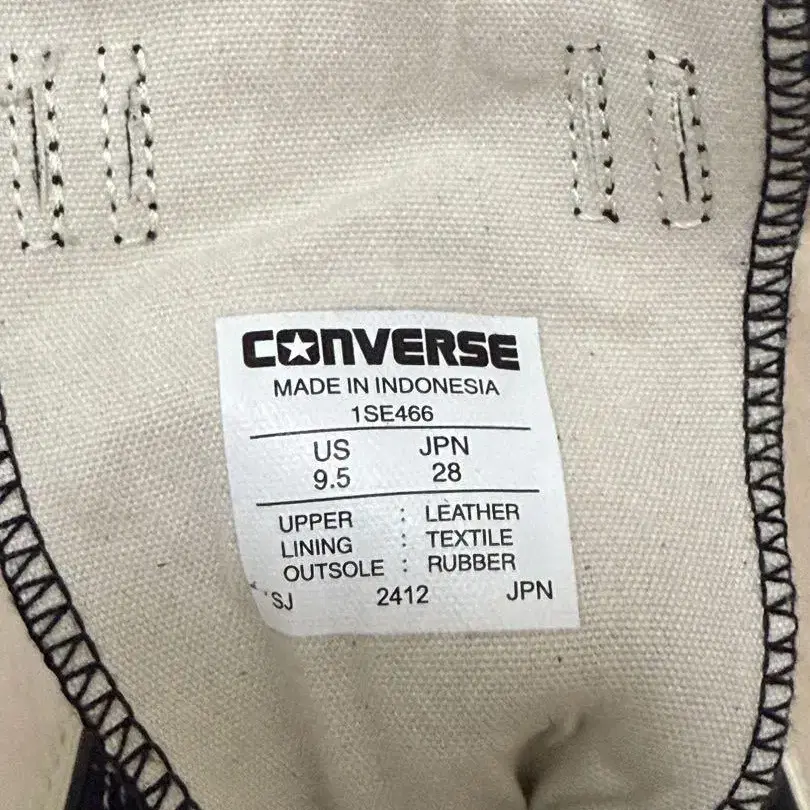 CONVERSE
MADE IN INDONESIA
1SE466
US JPN
9.5 28
UPPER : LEATHER
LINING : TEXTILE
OUTSOLE : RUBBER
SJ 2412 JPN